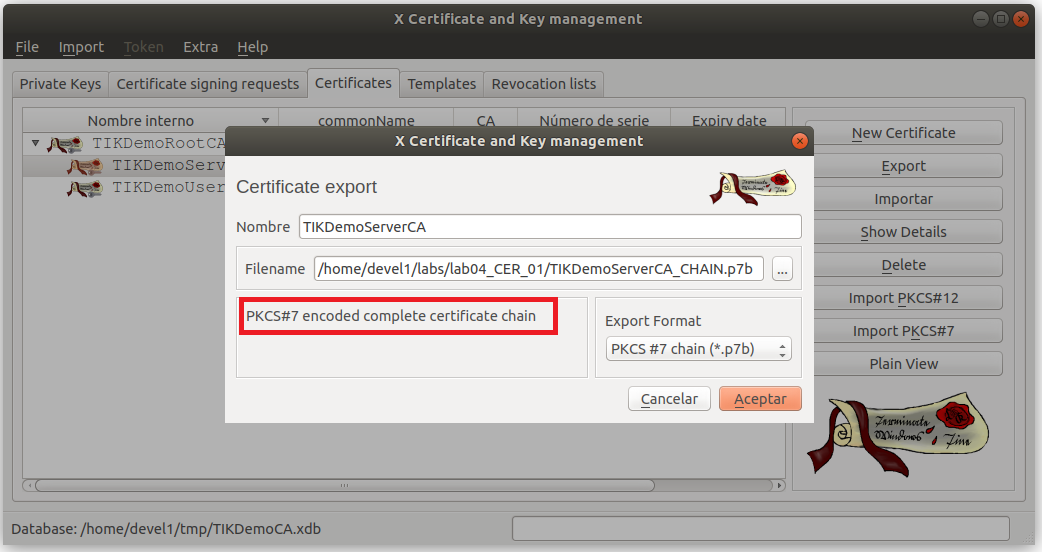 X Certificate and Key management
File Import Token Extra Help
Private Keys Certificate signing requests Certificates Templates Revocation lists
Nombre interno commonName CA Número de serie Expiry date
TIKDemoRootCA
TIKDemoServ
TIKDemoUser
X Certificate and Key management
Certificate export
Nombre TIKDemoServerCA
Filename /home/devel1/labs/lab04_CER_01/TIKDemoServerCA_CHAIN.p7b ...
PKCS#7 encoded complete certificate chain
Export Format
PKCS #7 chain (*.p7b)
Cancelar Aceptar
New Certificate
Export
Importar
Show Details
Delete
Import PKCS#12
Import PKCS#7
Plain View
Terminate
Windows
Fine
Database: /home/devel1/tmp/TIKDemoCA.xdb